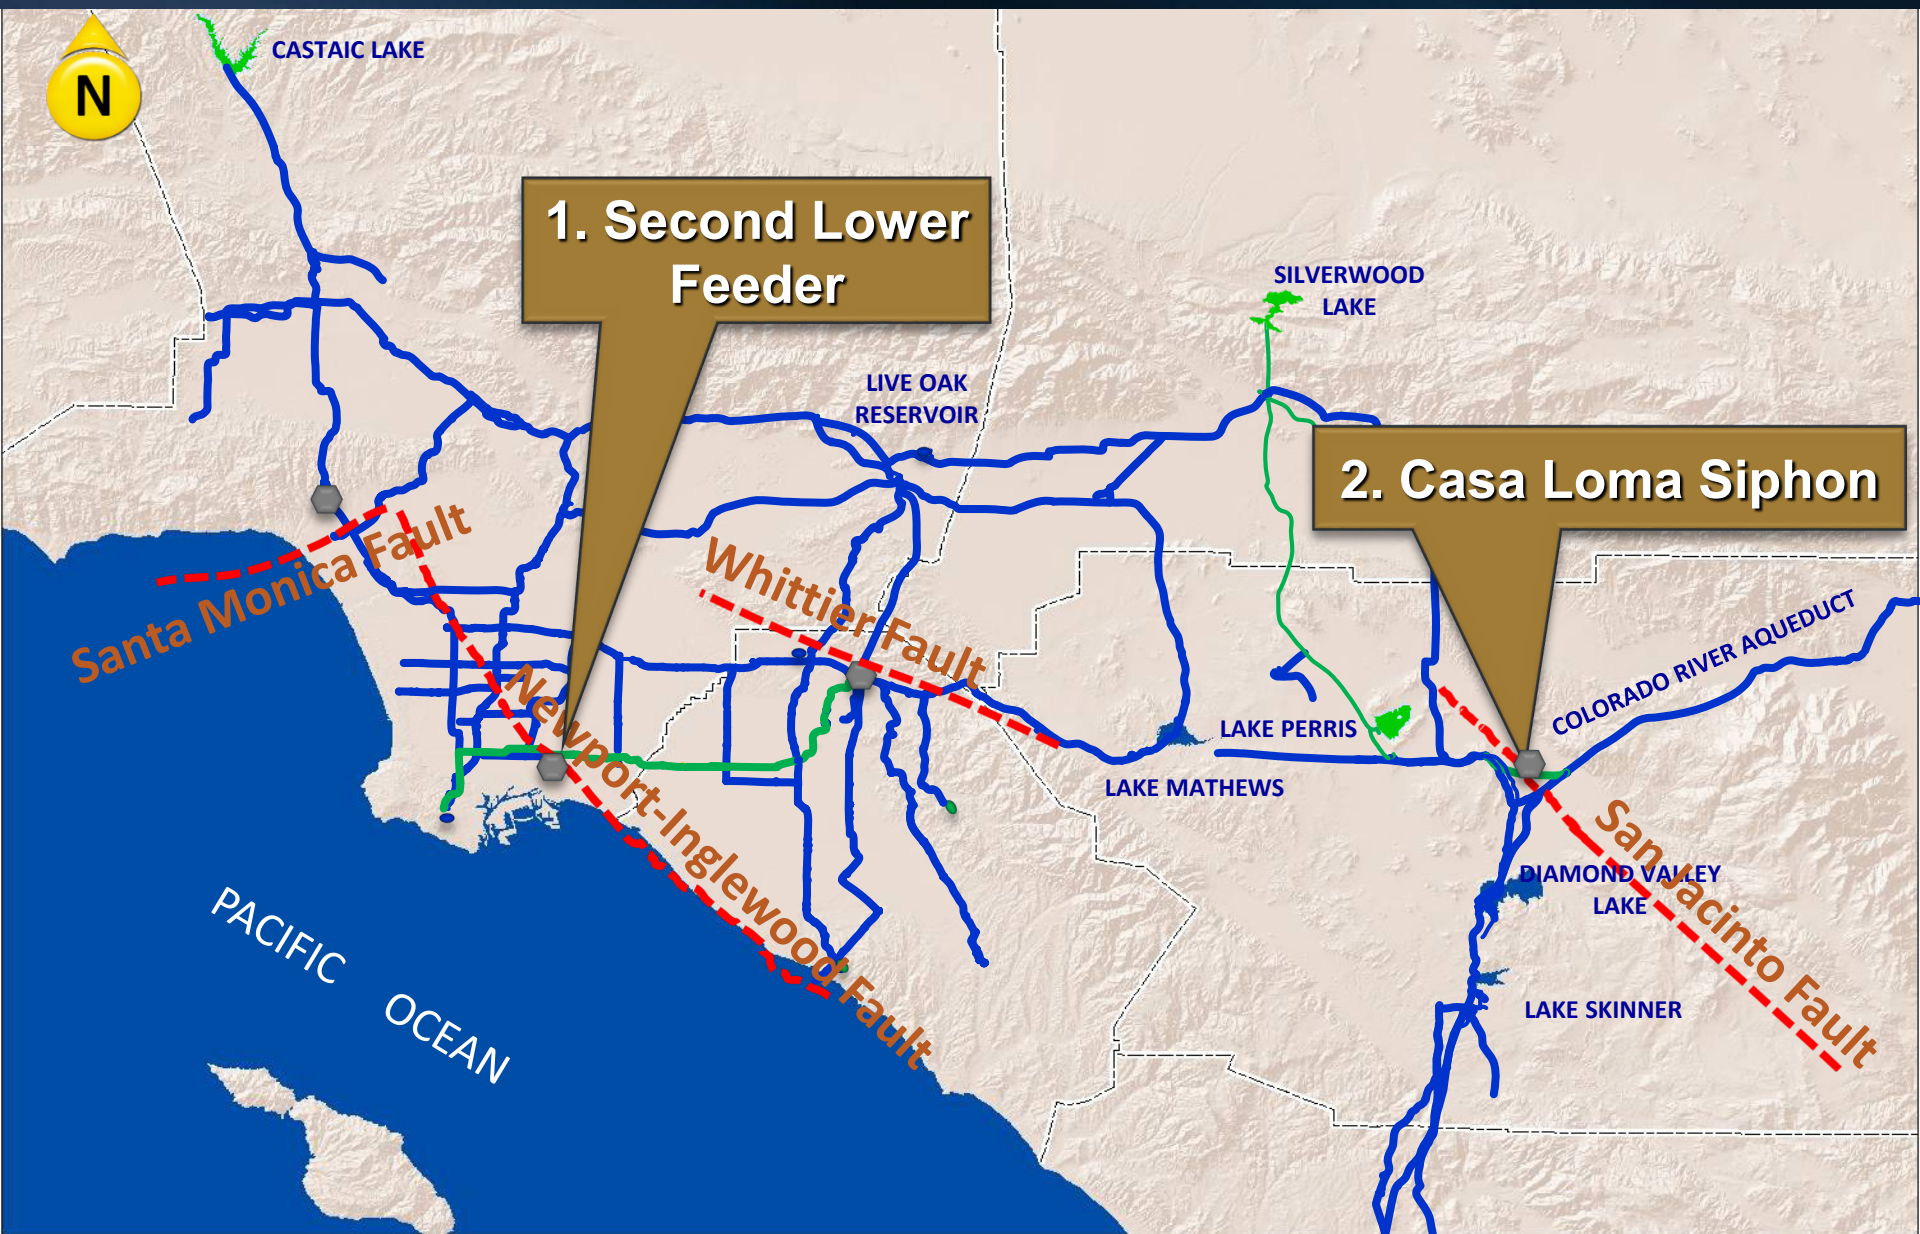 N
CASTAIC LAKE
1. Second Lower
Feeder
SILVERWOOD
LAKE
LIVE OAK
RESERVOIR
2. Casa Loma Siphon
Santa Monica Fault
Whittier Fault
COLORADO RIVER AQUEDUCT
Newport-Inglewood Fault
LAKE PERRIS
LAKE MATHEWS
San Jacinto Fault
DIAMOND VALLEY
LAKE
PACIFIC
OCEAN
LAKE SKINNER